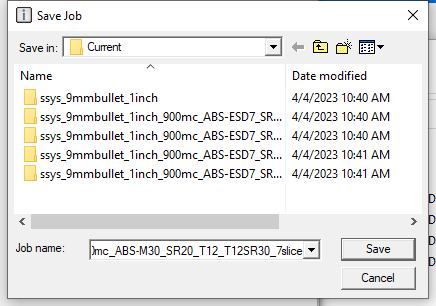 Save Job
Save in: Current
Name Date modified
ssys_9mmbullet_1inch 4/4/2023 10:40 AM
ssys_9mmbullet_1inch_900mc_ABS-ESD7_SR... 4/4/2023 10:40 AM
ssys_9mmbullet_1inch_900mc_ABS-ESD7_SR... 4/4/2023 10:40 AM
ssys_9mmbullet_1inch_900mc_ABS-ESD7_SR... 4/4/2023 10:41 AM
ssys_9mmbullet_1inch_900mc_ABS-ESD7_SR... 4/4/2023 10:41 AM
Job name: mc_ABS-M30_SR20_T12_T12SR30_7slice Save
Cancel